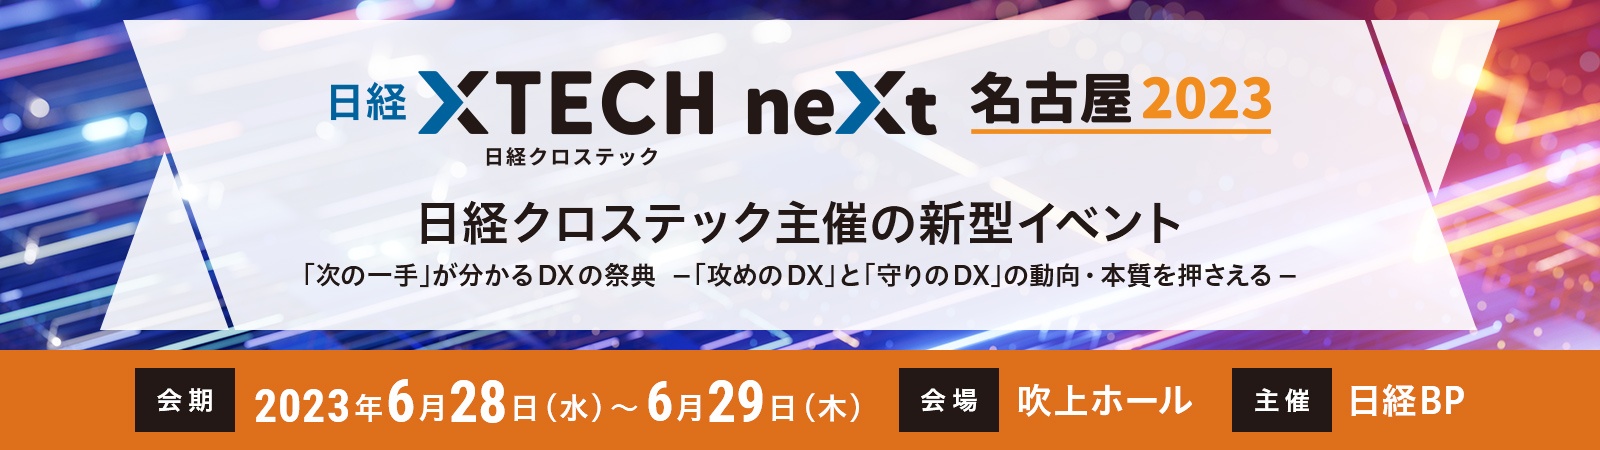 日経 XTECH neXt 名古屋 2023
日経クロステック
日経クロステック主催の新型イベント
「次の一手」が分かるDXの祭典 －「攻めのDX」と「守りのDX」の動向・本質を押さえる－
会期 2023年6月28日（水）～ 6月29日（木） 会場 吹上ホール 主催 日経BP